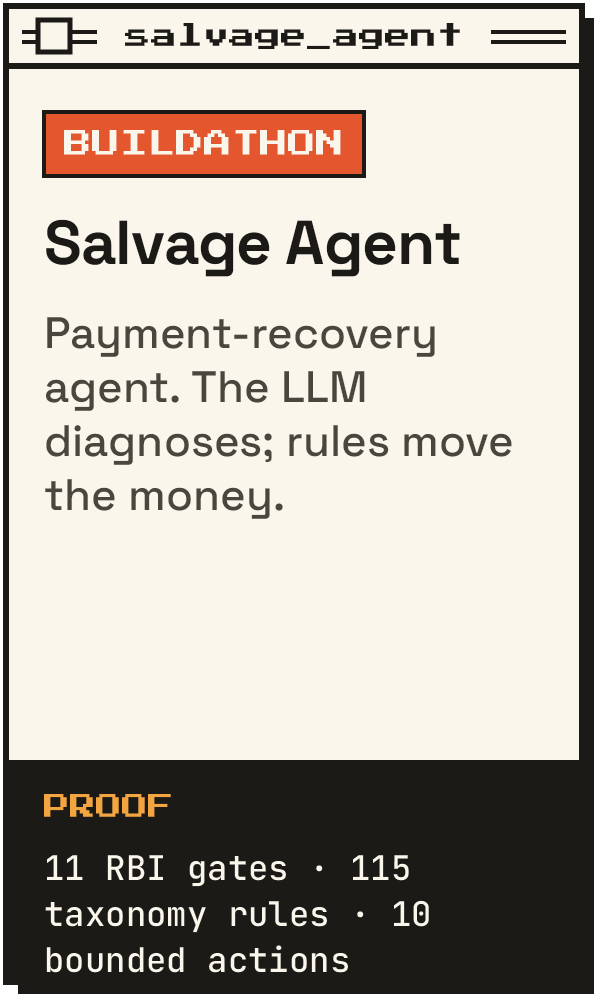 salvage_agent
BUILDATHON
Salvage Agent
Payment-recovery
agent. The LLM
diagnoses; rules move
the money.
PROOF
11 RBI gates · 115
taxonomy rules · 10
bounded actions